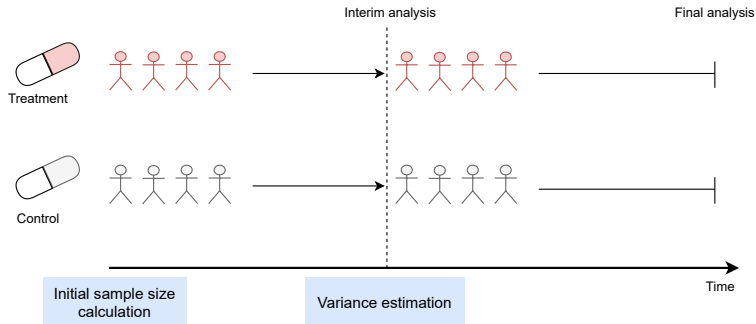 Interim analysis
Final analysis
Treatment
Control
Time
Initial sample size
calculation
Variance estimation